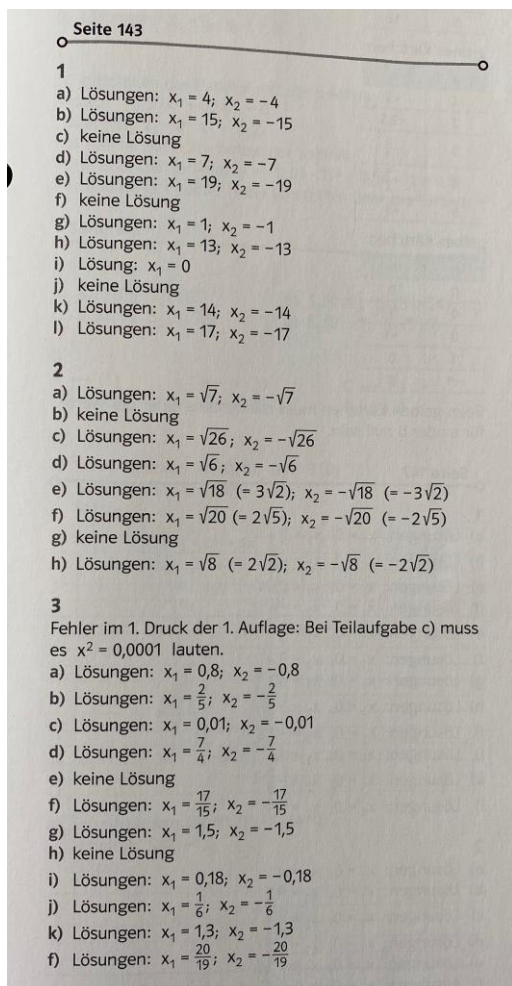 Seite 143
1
a) Lösungen: x₁ = 4; x₂ = −4
b) Lösungen: x₁ = 15; x₂ = −15
c) keine Lösung
d) Lösungen: x₁ = 7; x₂ = −7
e) Lösungen: x₁ = 19; x₂ = −19
f) keine Lösung
g) Lösungen: x₁ = 1; x₂ = −1
h) Lösungen: x₁ = 13; x₂ = −13
i) Lösung: x₁ = 0
j) keine Lösung
k) Lösungen: x₁ = 14; x₂ = −14
l) Lösungen: x₁ = 17; x₂ = −17
2
a) Lösungen: x₁ = √7; x₂ = −√7
b) keine Lösung
c) Lösungen: x₁ = √26; x₂ = −√26
d) Lösungen: x₁ = √6; x₂ = −√6
e) Lösungen: x₁ = √18 (= 3√2); x₂ = −√18 (= −3√2)
f) Lösungen: x₁ = √20 (= 2√5); x₂ = −√20 (= −2√5)
g) keine Lösung
h) Lösungen: x₁ = √8 (= 2√2); x₂ = −√8 (= −2√2)
3
Fehler im 1. Druck der 1. Auflage: Bei Teilaufgabe c) muss
es x² = 0,0001 lauten.
a) Lösungen: x₁ = 0,8; x₂ = −0,8
b) Lösungen: x₁ = 2/5; x₂ = −2/5
c) Lösungen: x₁ = 0,01; x₂ = −0,01
d) Lösungen: x₁ = 7/4; x₂ = −7/4
e) keine Lösung
f) Lösungen: x₁ = 17/15; x₂ = −17/15
g) Lösungen: x₁ = 1,5; x₂ = −1,5
h) keine Lösung
i) Lösungen: x₁ = 0,18; x₂ = −0,18
j) Lösungen: x₁ = 1/6; x₂ = −1/6
k) Lösungen: x₁ = 1,3; x₂ = −1,3
f) Lösungen: x₁ = 20/19; x₂ = −20/19